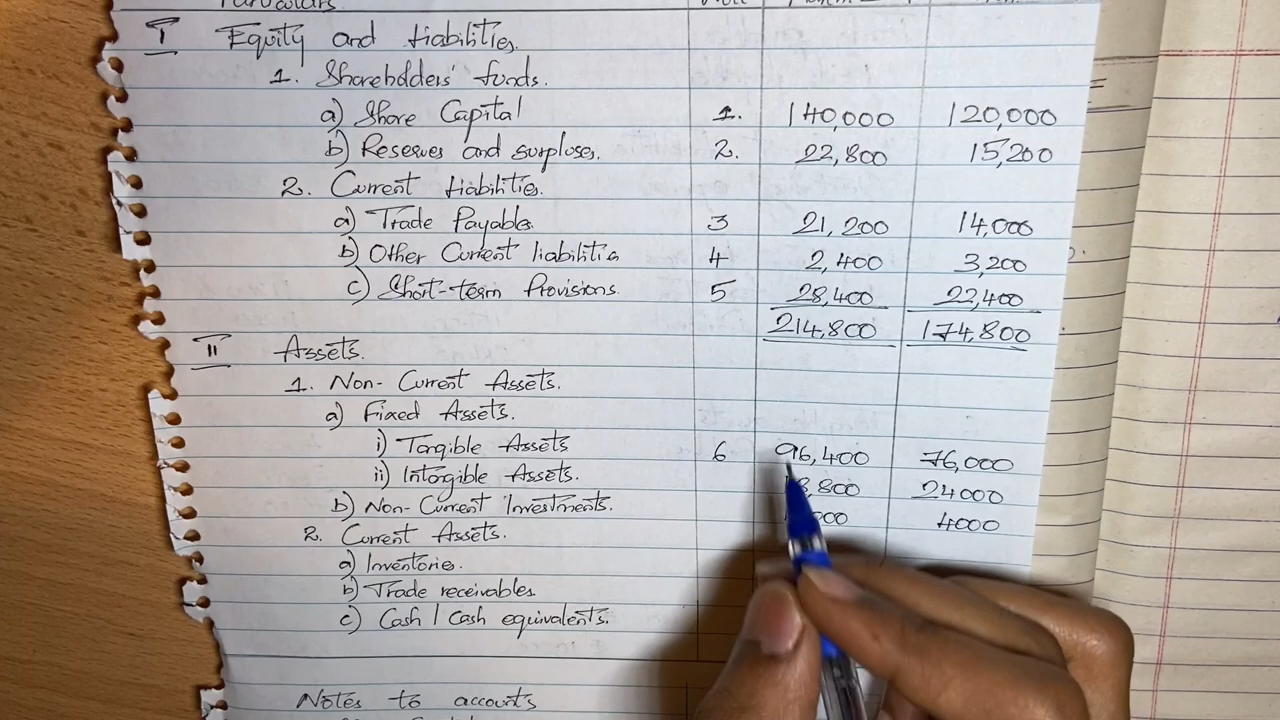 Particulars
I Equity and Liabilities.
1. Shareholders' funds.
a) Share Capital 1. 140,000 120,000
b) Reserves and surpluses. 2. 22,800 15,200
2. Current Liabilities.
a) Trade Payables 3 21,200 14,000
b) Other Current liabilities 4 2,400 3,200
c) Short-term Provisions. 5 28,400 22,400
214,800 174,800
II Assets.
1. Non-Current Assets.
a) Fixed Assets.
i) Tangible Assets 6 96,400 76,000
ii) Intangible Assets. 24000
b) Non-Current Investments. 4000
2. Current Assets.
a) Inventories.
b) Trade receivables
c) Cash / Cash equivalents.
Notes to accounts